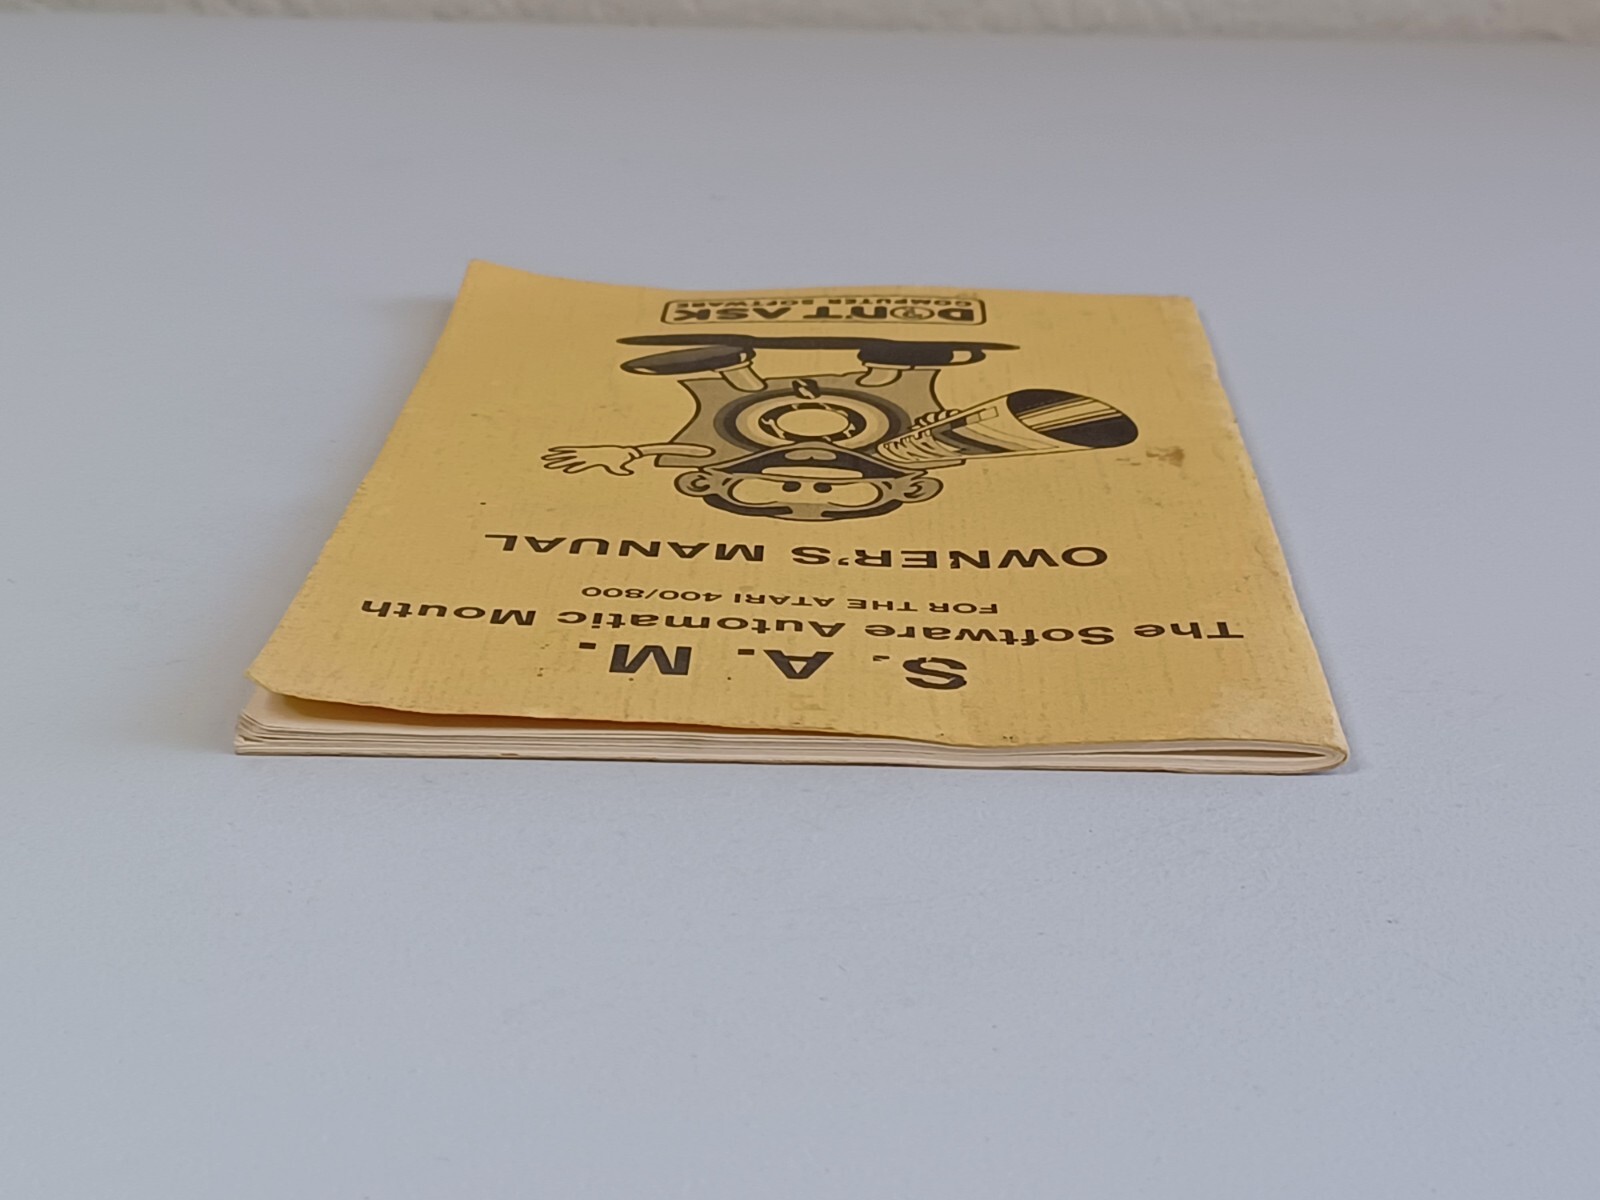 S. A. M.
The Software Automatic Mouth
FOR THE ATARI 400/800
OWNER'S MANUAL
DON'T ASK
COMPUTER SOFTWARE